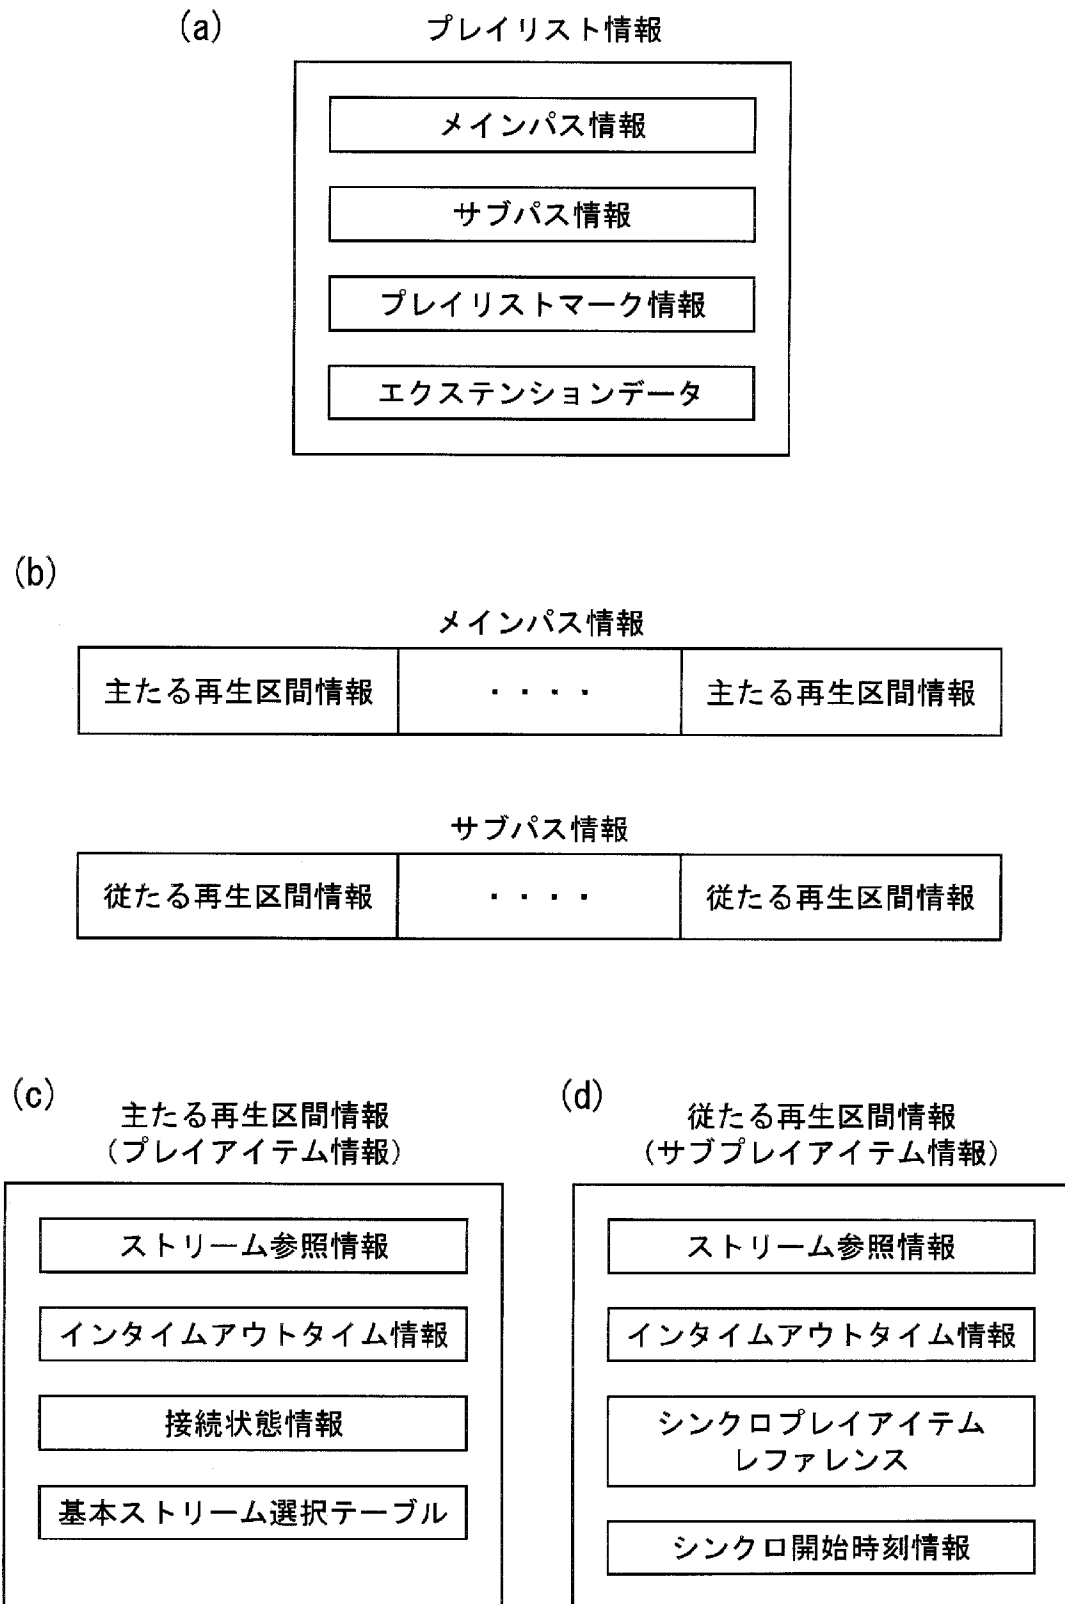 (a)
プレイリスト情報
メインパス情報
サブパス情報
プレイリストマーク情報
エクステンションデータ
(b)
メインパス情報
主たる再生区間情報
・・・・
主たる再生区間情報
サブパス情報
従たる再生区間情報
・・・・
従たる再生区間情報
(c)
主たる再生区間情報
（プレイアイテム情報）
ストリーム参照情報
インタイムアウトタイム情報
接続状態情報
基本ストリーム選択テーブル
(d)
従たる再生区間情報
（サブプレイアイテム情報）
ストリーム参照情報
インタイムアウトタイム情報
シンクロプレイアイテム
レファレンス
シンクロ開始時刻情報